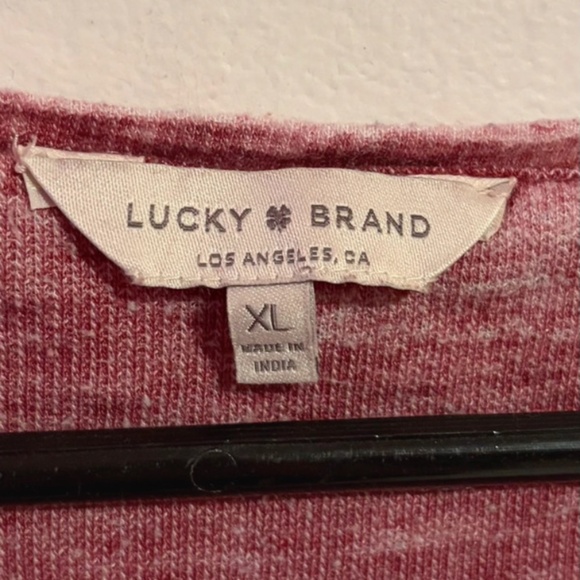 LUCKY BRAND
LOS ANGELES, CA
XL
MADE IN
INDIA